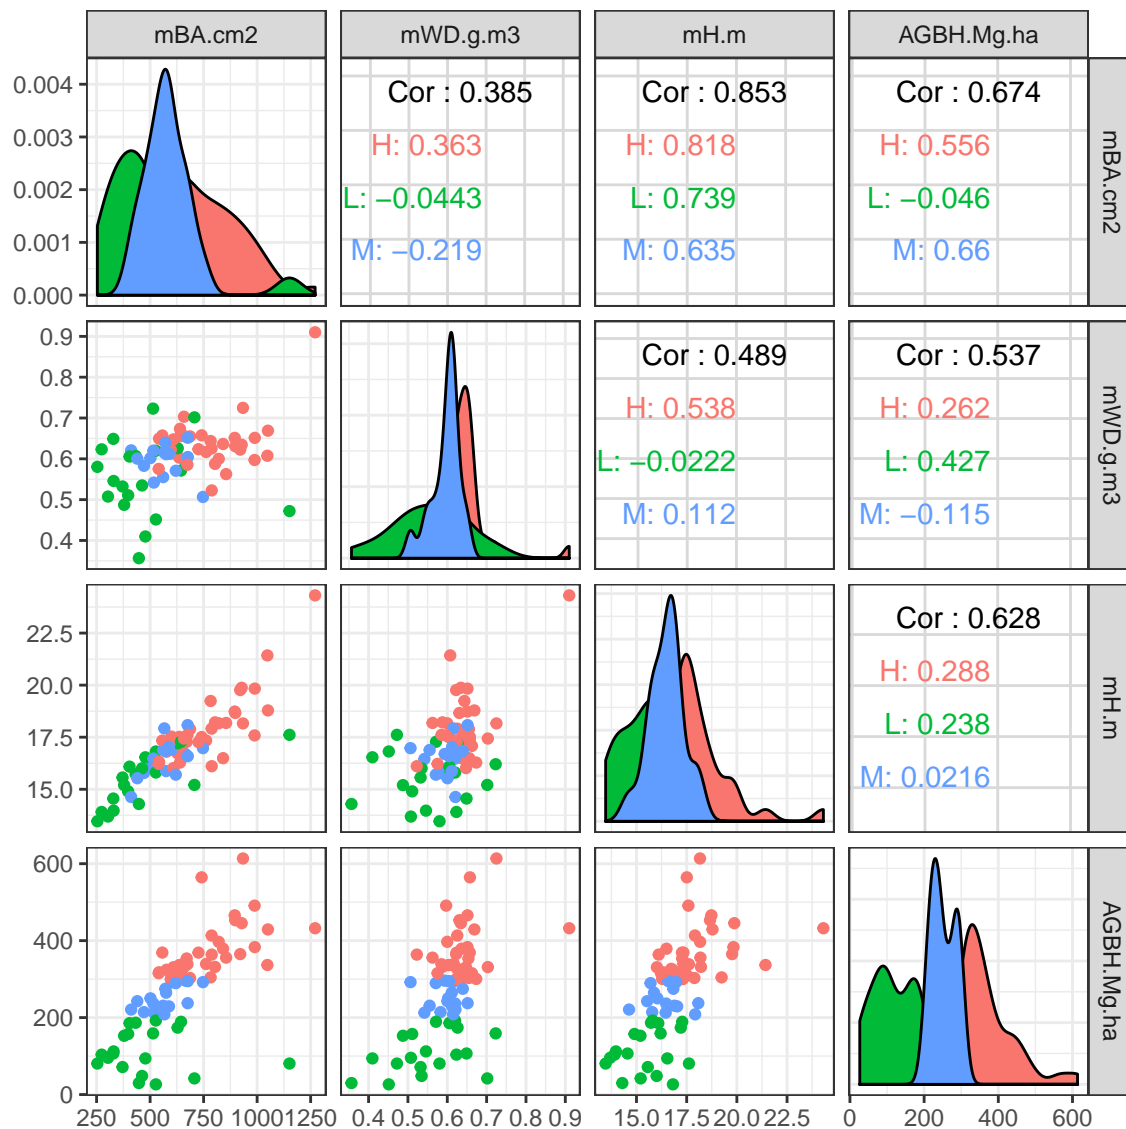 mBA.cm2 mWD.g.m3 mH.m AGBH.Mg.ha
0.004
0.003
0.002
0.001
0.000
Cor : 0.385
H: 0.363
L: −0.0443
M: −0.219
Cor : 0.853
H: 0.818
L: 0.739
M: 0.635
Cor : 0.674
H: 0.556
L: −0.046
M: 0.66
mBA.cm2
0.9
0.8
0.7
0.6
0.5
0.4
Cor : 0.489
H: 0.538
L: −0.0222
M: 0.112
Cor : 0.537
H: 0.262
L: 0.427
M: −0.115
mWD.g.m3
22.5
20.0
17.5
15.0
Cor : 0.628
H: 0.288
L: 0.238
M: 0.0216
mH.m
600
400
200
0
AGBH.Mg.ha
250 500 750 1000 1250 0.4 0.5 0.6 0.7 0.8 0.9 15.0 17.5 20.0 22.5 0 200 400 600